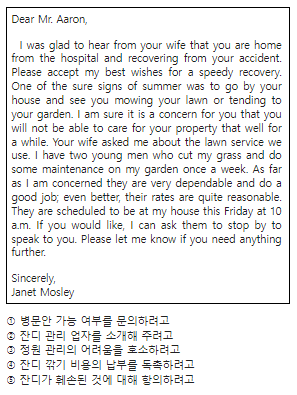 Dear Mr. Aaron,
I was glad to hear from your wife that you are home
from the hospital and recovering from your accident.
Please accept my best wishes for a speedy recovery.
One of the sure signs of summer was to go by your
house and see you mowing your lawn or tending to
your garden. I am sure it is a concern for you that you
will not be able to care for your property that well for
a while. Your wife asked me about the lawn service we
use. I have two young men who cut my grass and do
some maintenance on my garden once a week. As far
as I am concerned they are very dependable and do a
good job; even better, their rates are quite reasonable.
They are scheduled to be at my house this Friday at 10
a.m. If you would like, I can ask them to stop by to
speak to you. Please let me know if you need anything
further.
Sincerely,
Janet Mosley
① 병문안 가능 여부를 문의하려고
② 잔디 관리 업자를 소개해 주려고
③ 정원 관리의 어려움을 호소하려고
④ 잔디 깎기 비용의 납부를 독촉하려고
⑤ 잔디가 훼손된 것에 대해 항의하려고